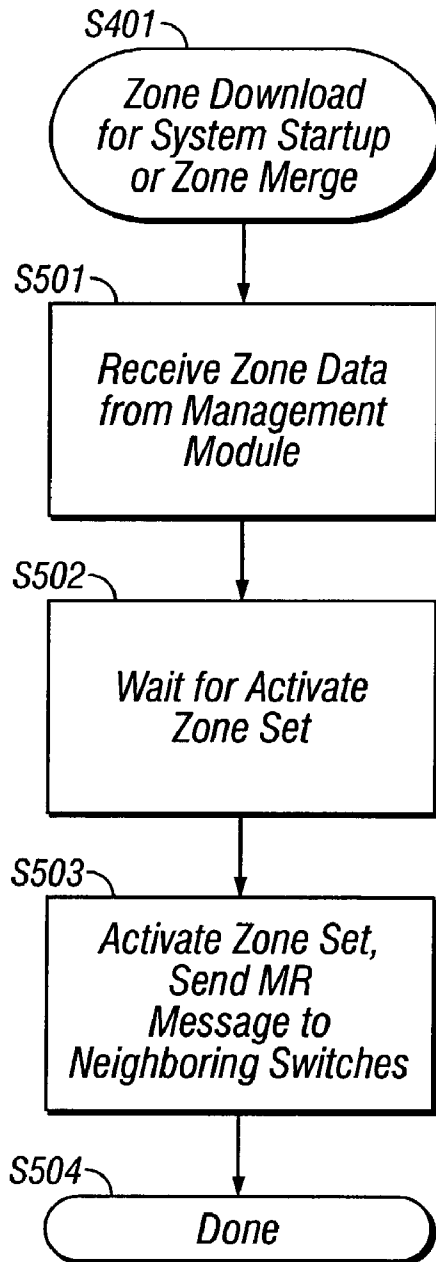 S401
Zone Download
for System Startup
or Zone Merge
S501
Receive Zone Data
from Management
Module
S502
Wait for Activate
Zone Set
S503
Activate Zone Set,
Send MR
Message to
Neighboring Switches
S504
Done